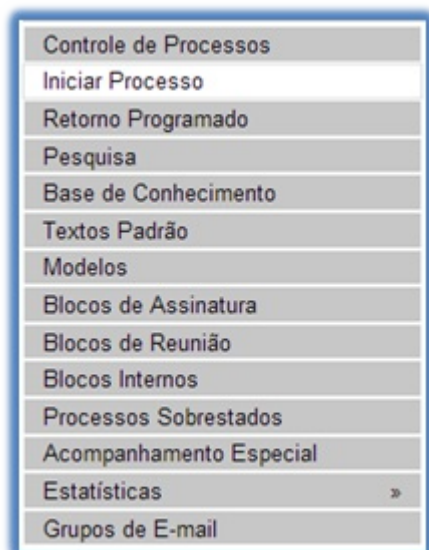 Controle de Processos
Iniciar Processo
Retorno Programado
Pesquisa
Base de Conhecimento
Textos Padrão
Modelos
Blocos de Assinatura
Blocos de Reunião
Blocos Internos
Processos Sobrestados
Acompanhamento Especial
Estatísticas »
Grupos de E-mail